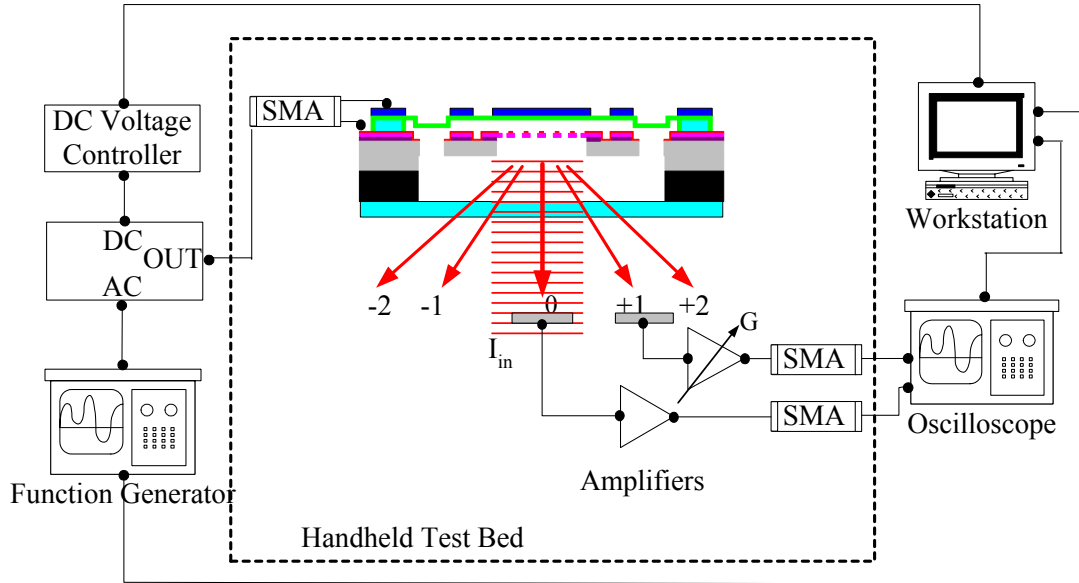 SMA
DC Voltage
Controller
DC
OUT
AC
Function Generator
-2
-1
0
+1
+2
I_in
G
SMA
SMA
Amplifiers
Handheld Test Bed
Workstation
Oscilloscope